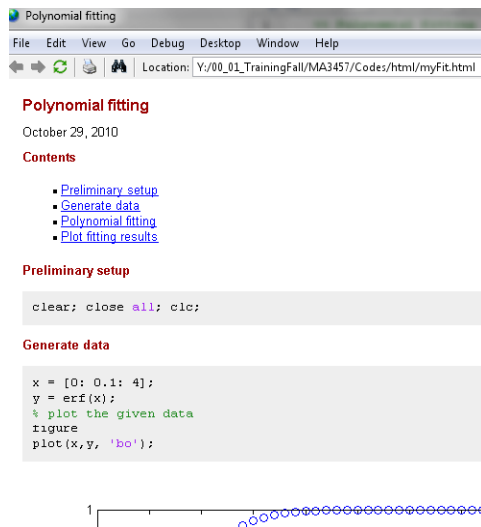 Polynomial fitting
File Edit View Go Debug Desktop Window Help
Location: Y:/00_01_TrainingFall/MA3457/Codes/html/myFit.html
Polynomial fitting
October 29, 2010
Contents
Preliminary setup
Generate data
Polynomial fitting
Plot fitting results
Preliminary setup
clear; close all; clc;
Generate data
x = [0: 0.1: 4];
y = erf(x);
% plot the given data
figure
plot(x,y, 'bo');
1